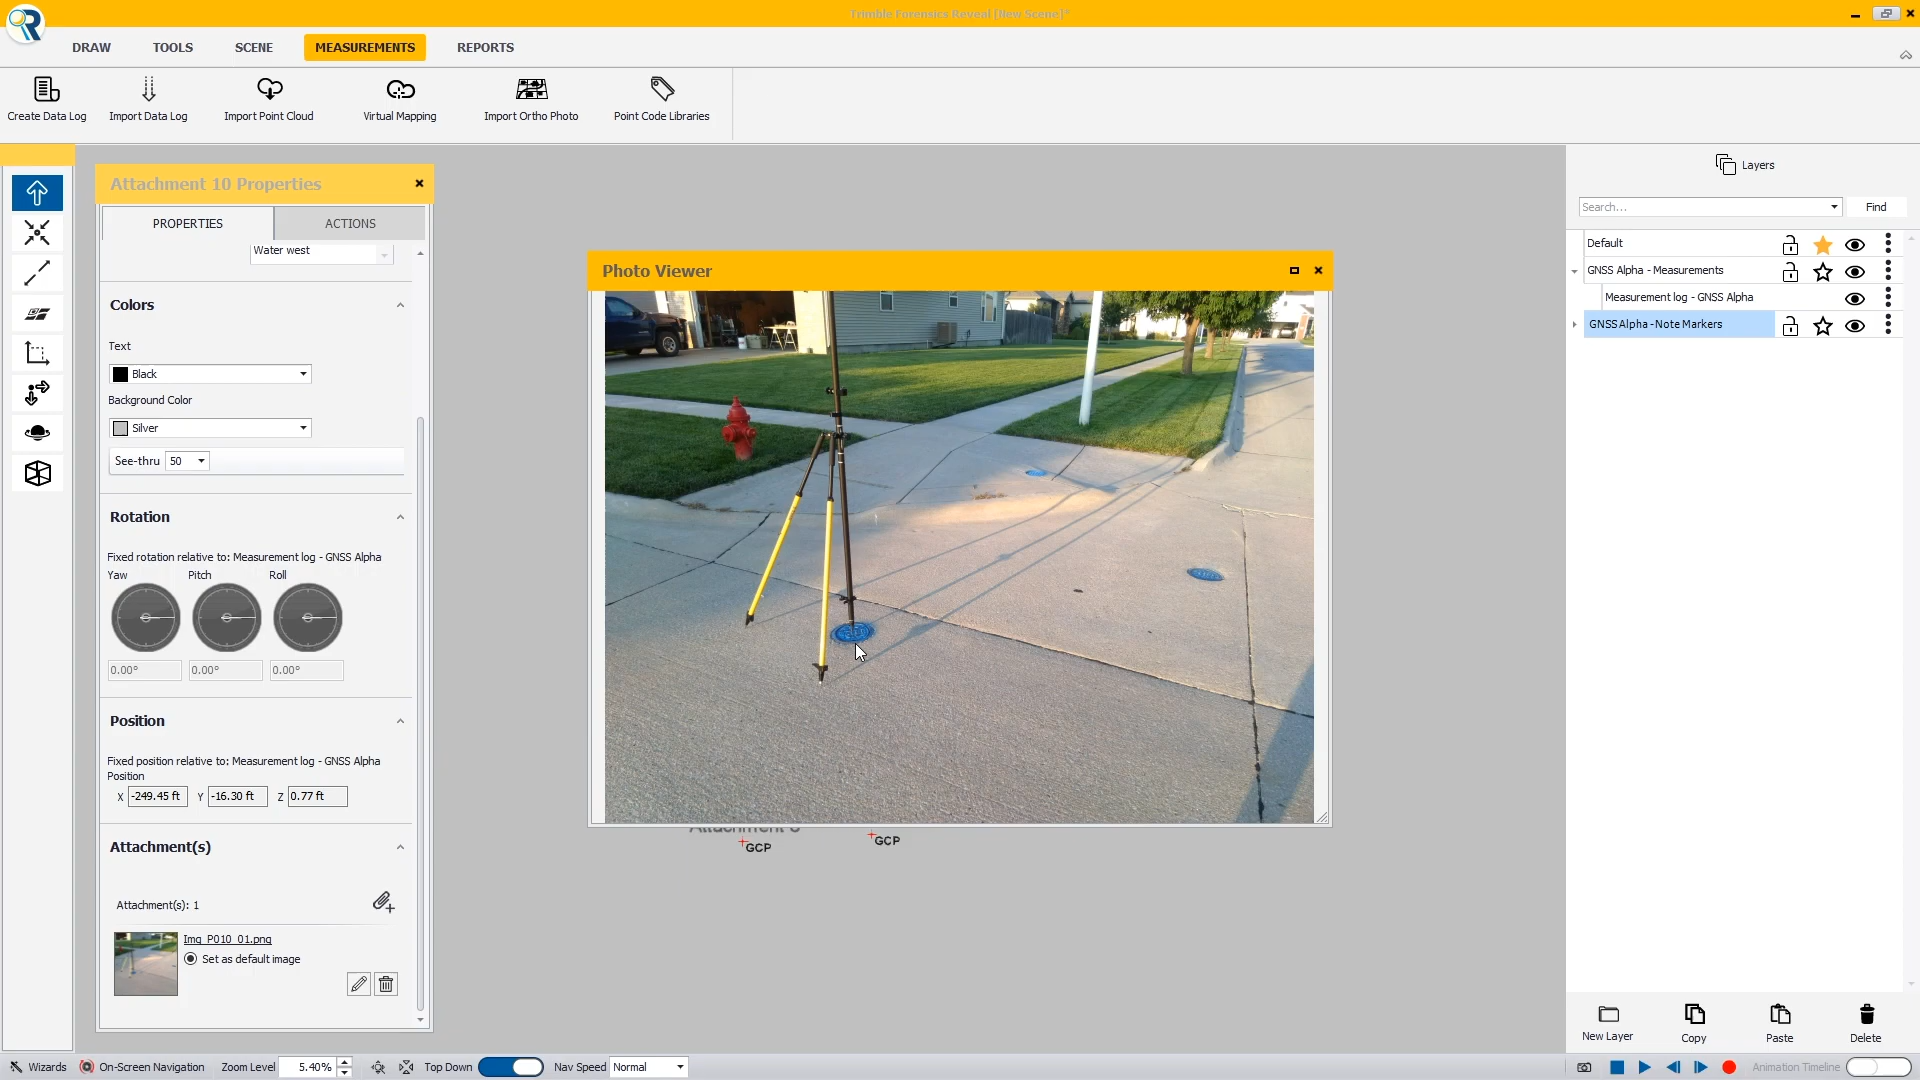 Trimble Forensics Reveal [New Scene]*
DRAW TOOLS SCENE MEASUREMENTS REPORTS
Create Data Log Import Data Log Import Point Cloud Virtual Mapping Import Ortho Photo Point Code Libraries
Attachment 10 Properties
PROPERTIES ACTIONS
Water west
Colors
Text
Black
Background Color
Silver
See-thru 50
Rotation
Fixed rotation relative to: Measurement log - GNSS Alpha
Yaw Pitch Roll
0.00° 0.00° 0.00°
Position
Fixed position relative to: Measurement log - GNSS Alpha
Position
X -249.45 ft Y -16.30 ft Z 0.77 ft
Attachment(s)
Attachment(s): 1
Img_P010_01.png
Set as default image
Photo Viewer
GCP
GCP
Layers
Search... Find
Default
GNSS Alpha - Measurements
Measurement log - GNSS Alpha
GNSS Alpha - Note Markers
New Layer Copy Paste Delete
Wizards On-Screen Navigation Zoom Level 5.40% Top Down Nav Speed Normal Animation Timeline